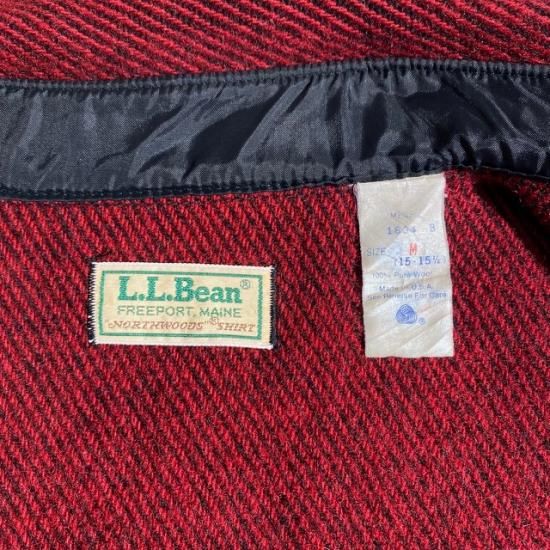 L.L.Bean®
FREEPORT, MAINE
"NORTHWOODS"® SHIRT
SIZE M
(15-15½)
100% Pure Wool
Made in U.S.A.
See Reverse For Care
®